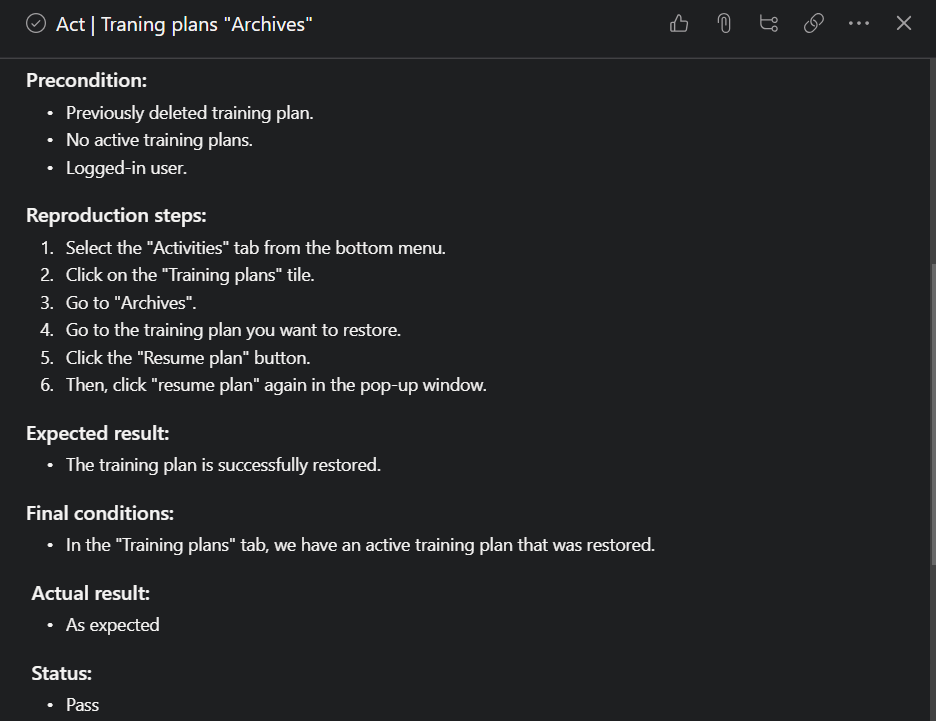 Act | Traning plans "Archives"
Precondition:
• Previously deleted training plan.
• No active training plans.
• Logged-in user.
Reproduction steps:
1. Select the "Activities" tab from the bottom menu.
2. Click on the "Training plans" tile.
3. Go to "Archives".
4. Go to the training plan you want to restore.
5. Click the "Resume plan" button.
6. Then, click "resume plan" again in the pop-up window.
Expected result:
• The training plan is successfully restored.
Final conditions:
• In the "Training plans" tab, we have an active training plan that was restored.
Actual result:
• As expected
Status:
• Pass